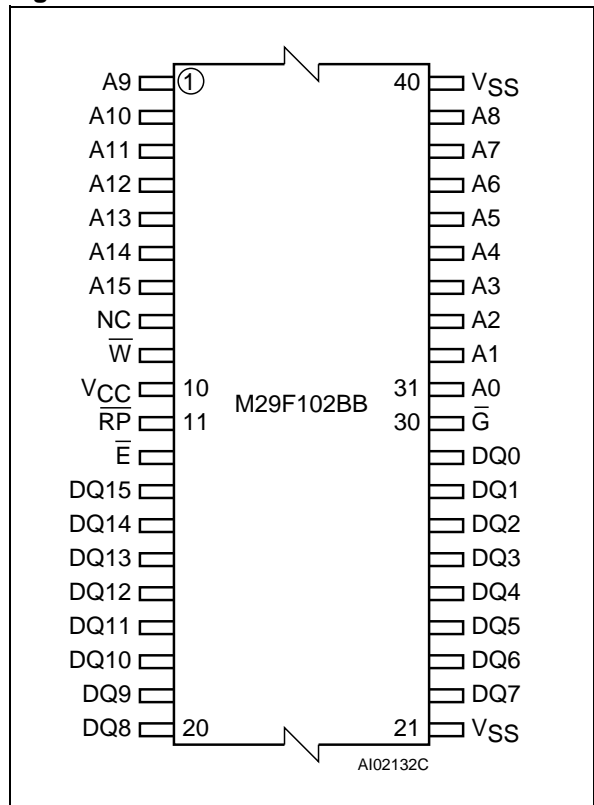 A9 1 40 VSS
A10 A8
A11 A7
A12 A6
A13 A5
A14 A4
A15 A3
NC A2
W̅ A1
VCC 10 31 A0
M29F102BB
R̅P̅ 11 30 G̅
E̅ DQ0
DQ15 DQ1
DQ14 DQ2
DQ13 DQ3
DQ12 DQ4
DQ11 DQ5
DQ10 DQ6
DQ9 DQ7
DQ8 20 21 VSS
AI02132C